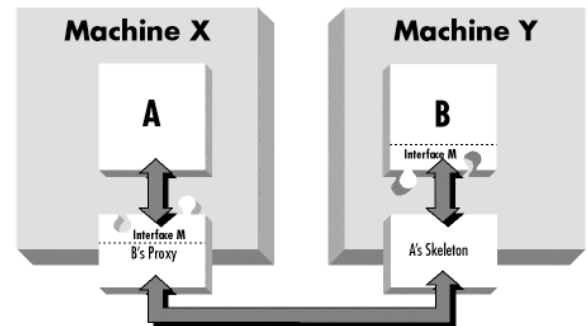 Machine X
A
Interface M
B's Proxy
Machine Y
B
Interface M
A's Skeleton